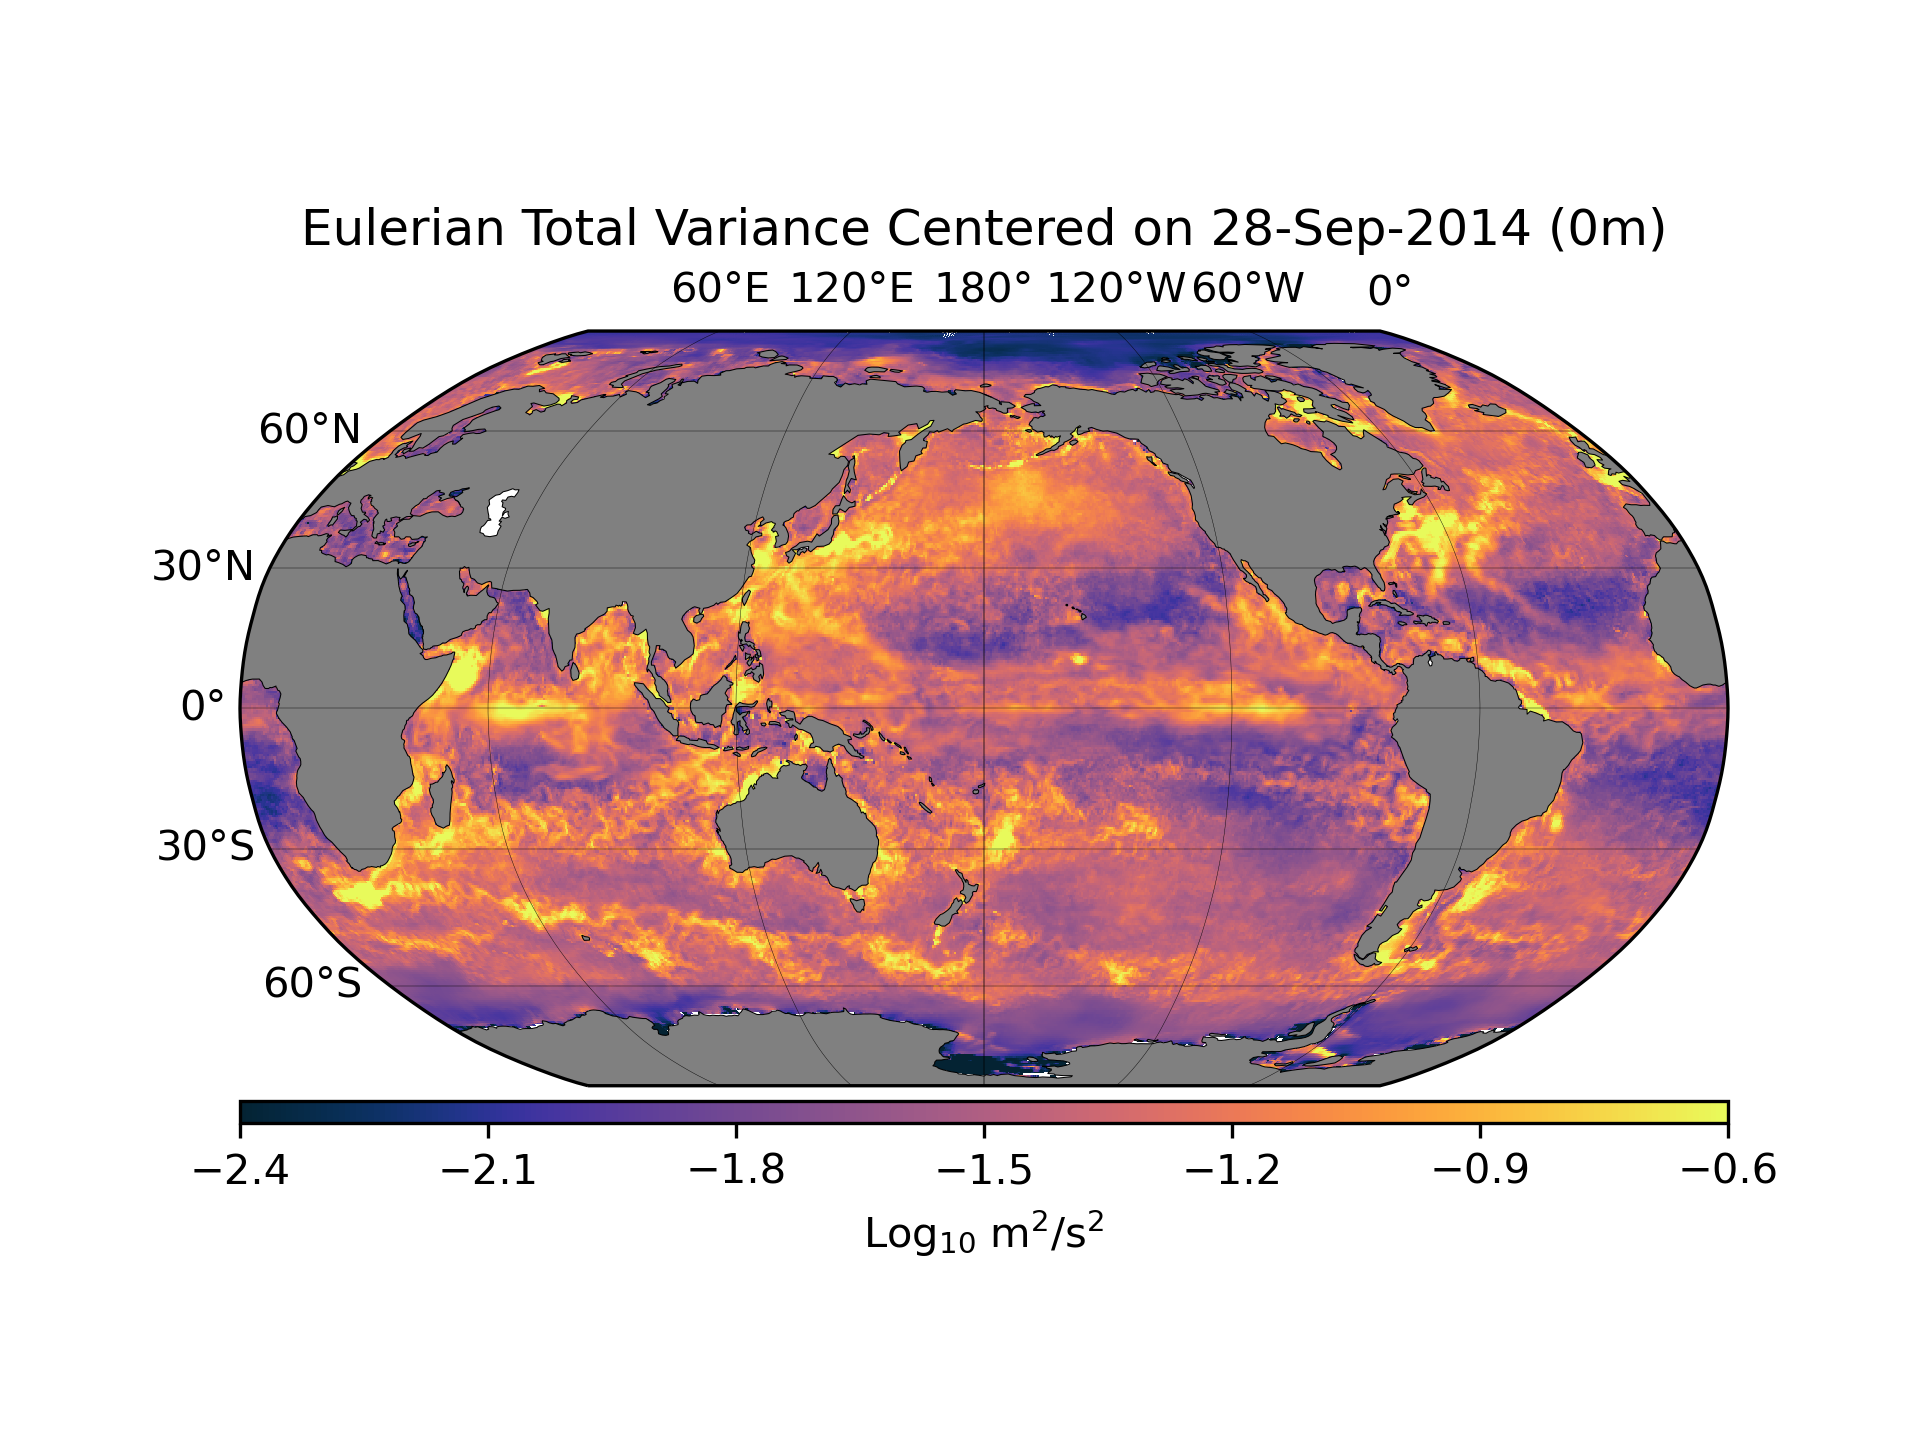 Eulerian Total Variance Centered on 28-Sep-2014 (0m)
60°E 120°E 180° 120°W 60°W 0°
60°N
30°N
0°
30°S
60°S
−2.4 −2.1 −1.8 −1.5 −1.2 −0.9 −0.6
Log₁₀ m²/s²